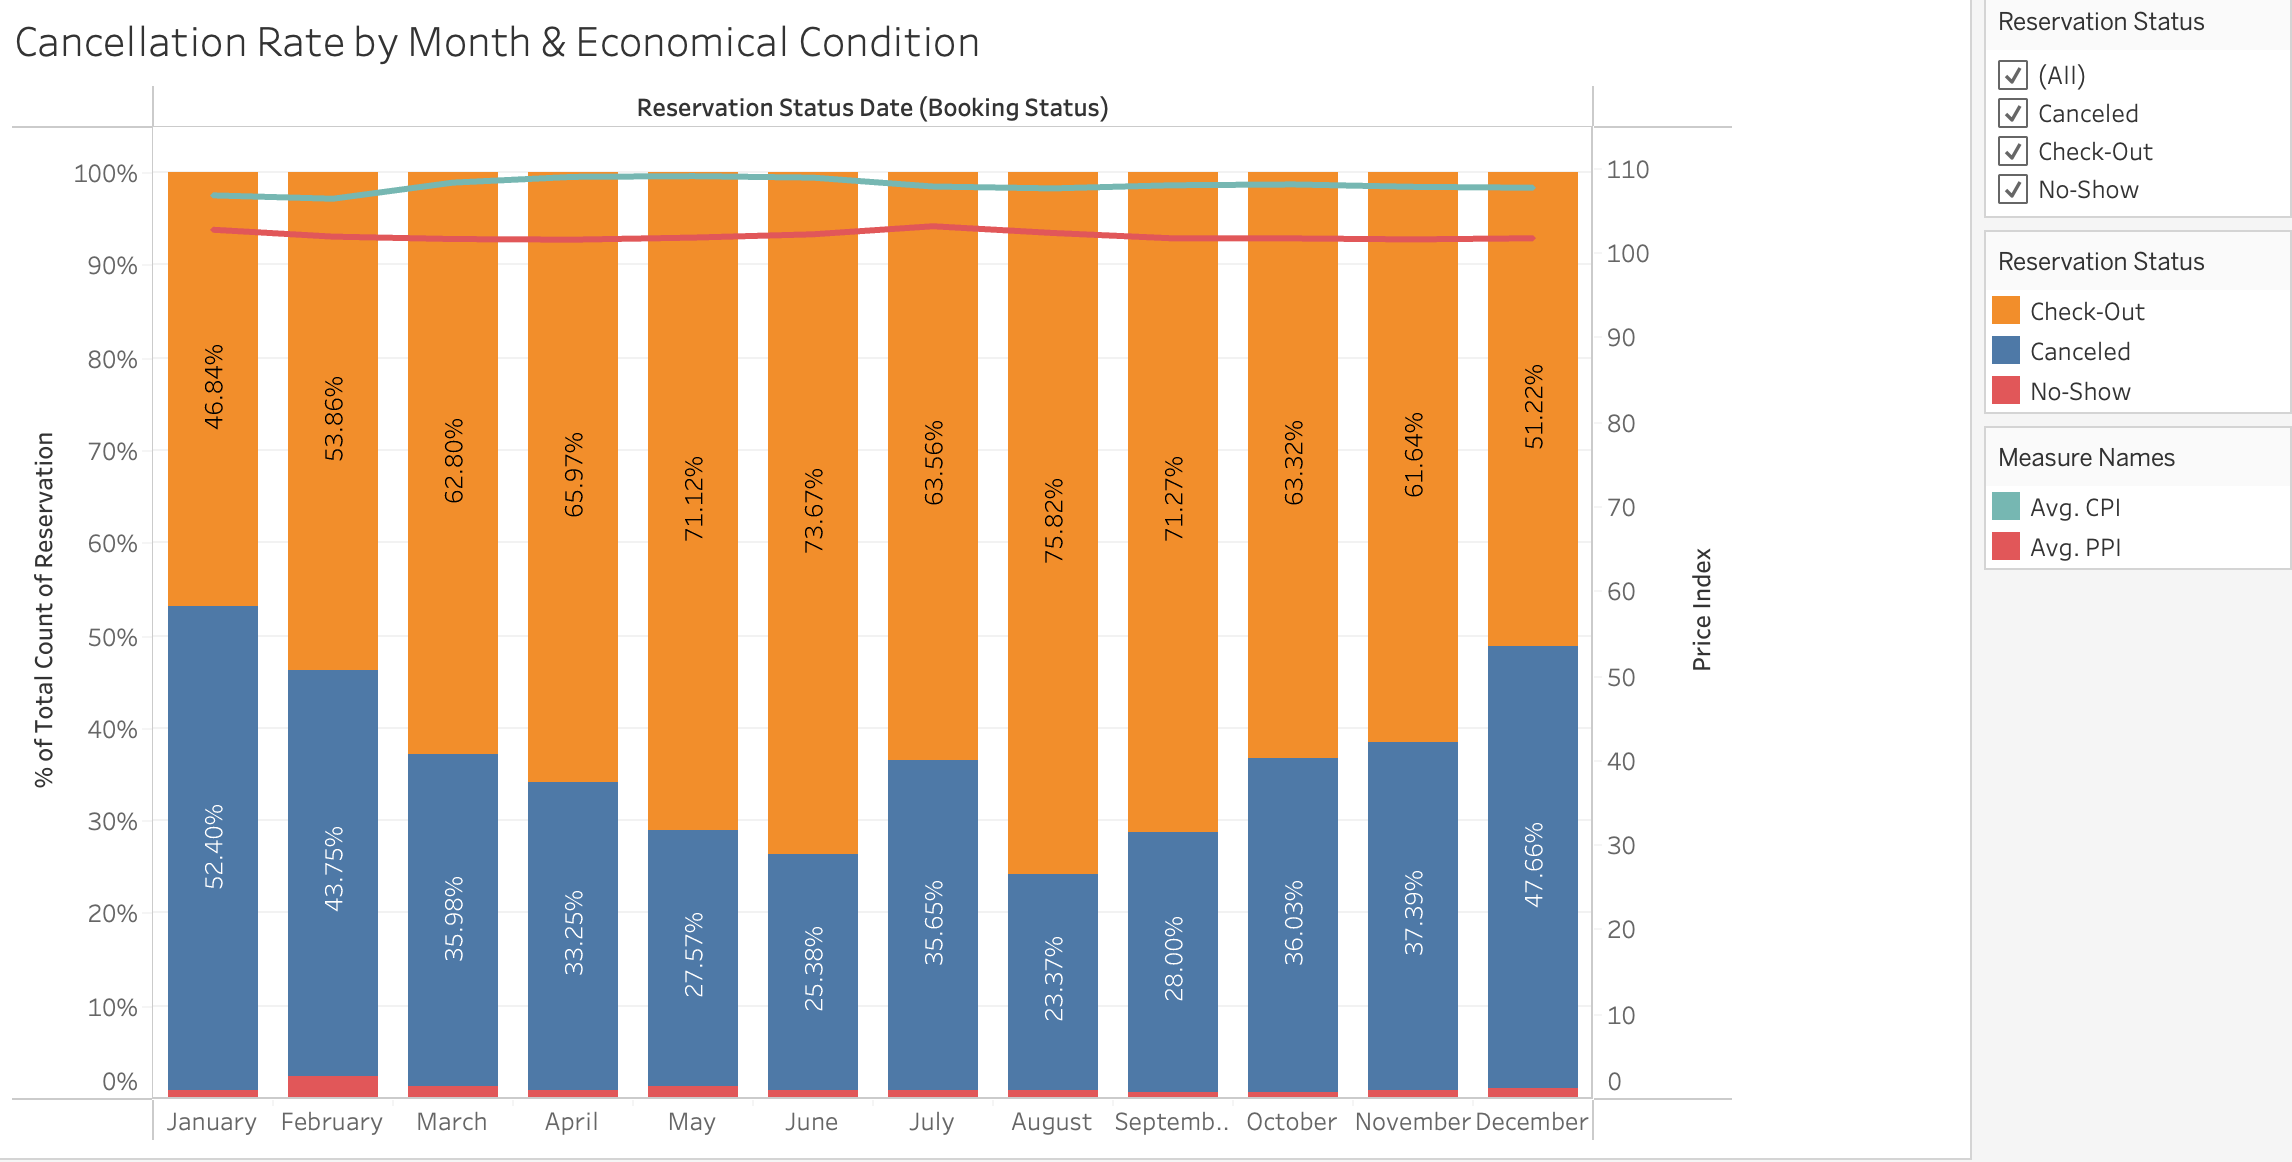 Cancellation Rate by Month & Economical Condition
Reservation Status Date (Booking Status)
% of Total Count of Reservation
100%
90%
80%
70%
60%
50%
40%
30%
20%
10%
0%
46.84%
53.86%
62.80%
65.97%
71.12%
73.67%
63.56%
75.82%
71.27%
63.32%
61.64%
51.22%
52.40%
43.75%
35.98%
33.25%
27.57%
25.38%
35.65%
23.37%
28.00%
36.03%
37.39%
47.66%
January
February
March
April
May
June
July
August
Septemb..
October
November
December
110
100
90
80
70
60
50
40
30
20
10
0
Price Index
Reservation Status
(All)
Canceled
Check-Out
No-Show
Reservation Status
Check-Out
Canceled
No-Show
Measure Names
Avg. CPI
Avg. PPI